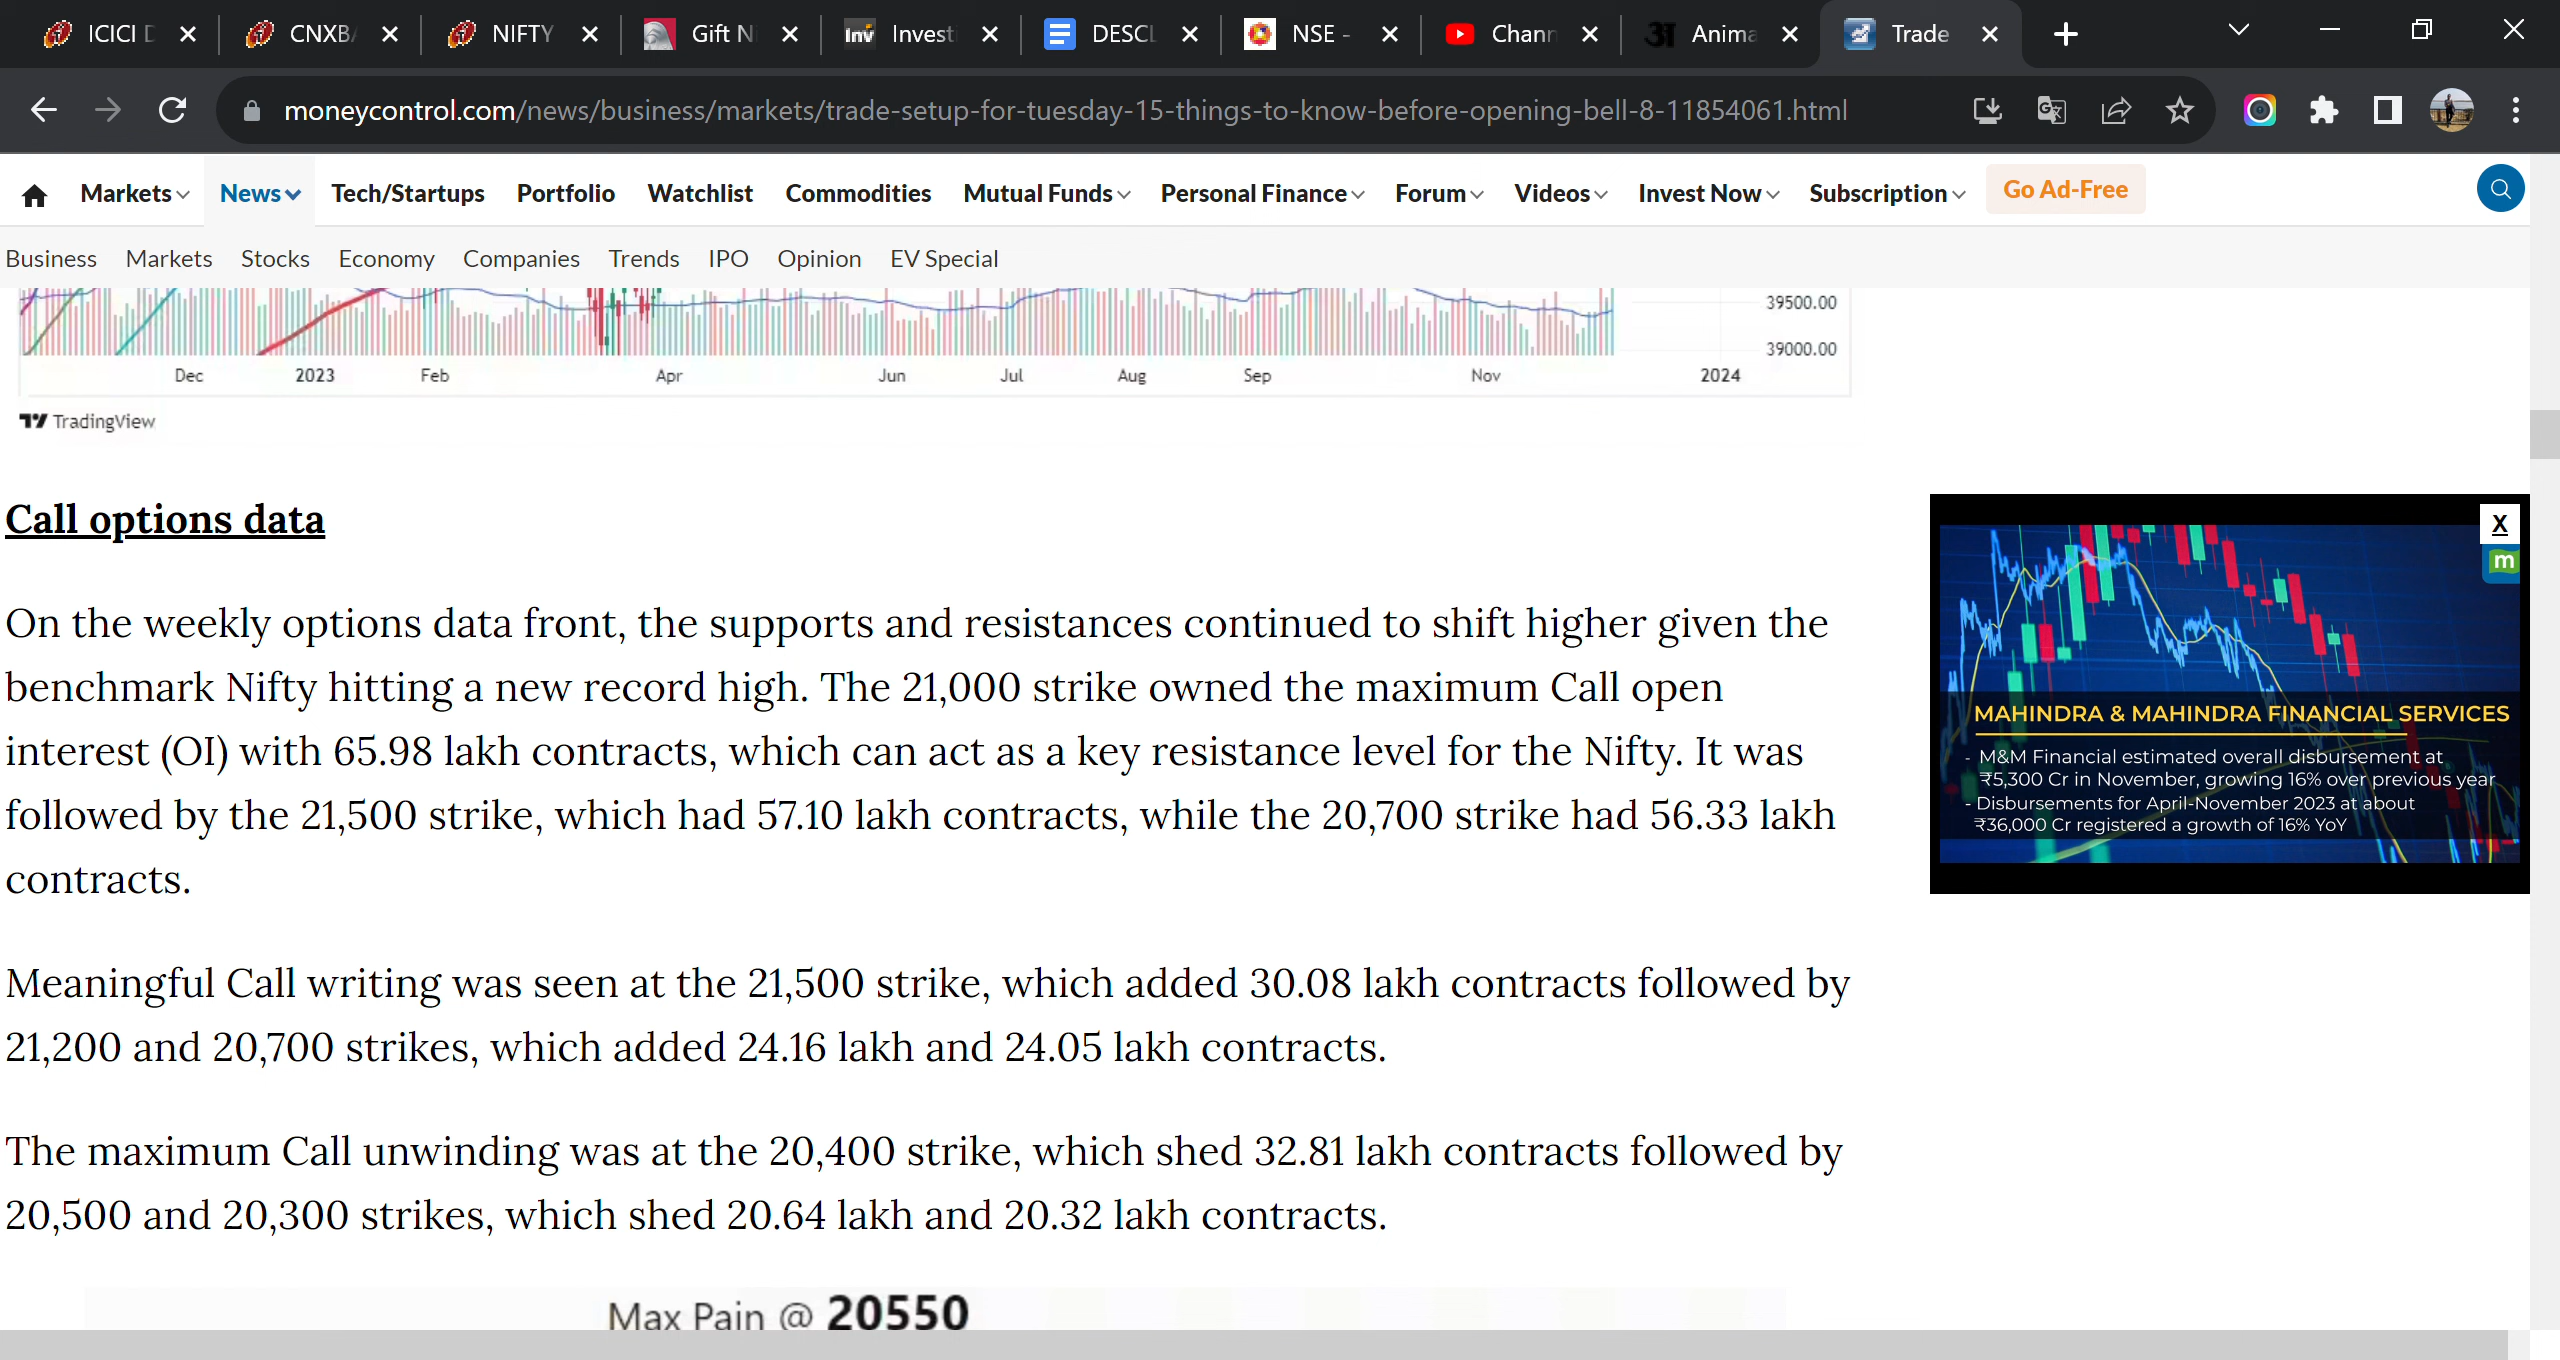 ICICI D
CNXBA
NIFTY
Gift Ni
Investi
DESCL
NSE -
Chann
Anima
Trade
moneycontrol.com/news/business/markets/trade-setup-for-tuesday-15-things-to-know-before-opening-bell-8-11854061.html
Markets News Tech/Startups Portfolio Watchlist Commodities Mutual Funds Personal Finance Forum Videos Invest Now Subscription Go Ad-Free
Business Markets Stocks Economy Companies Trends IPO Opinion EV Special
39500.00
39000.00
Dec 2023 Feb Apr Jun Jul Aug Sep Nov 2024
TradingView
Call options data
On the weekly options data front, the supports and resistances continued to shift higher given the
benchmark Nifty hitting a new record high. The 21,000 strike owned the maximum Call open
interest (OI) with 65.98 lakh contracts, which can act as a key resistance level for the Nifty. It was
followed by the 21,500 strike, which had 57.10 lakh contracts, while the 20,700 strike had 56.33 lakh
contracts.
Meaningful Call writing was seen at the 21,500 strike, which added 30.08 lakh contracts followed by
21,200 and 20,700 strikes, which added 24.16 lakh and 24.05 lakh contracts.
The maximum Call unwinding was at the 20,400 strike, which shed 32.81 lakh contracts followed by
20,500 and 20,300 strikes, which shed 20.64 lakh and 20.32 lakh contracts.
Max Pain @ 20550
X
m
MAHINDRA & MAHINDRA FINANCIAL SERVICES
- M&M Financial estimated overall disbursement at
₹5,300 Cr in November, growing 16% over previous year
- Disbursements for April-November 2023 at about
₹36,000 Cr registered a growth of 16% YoY